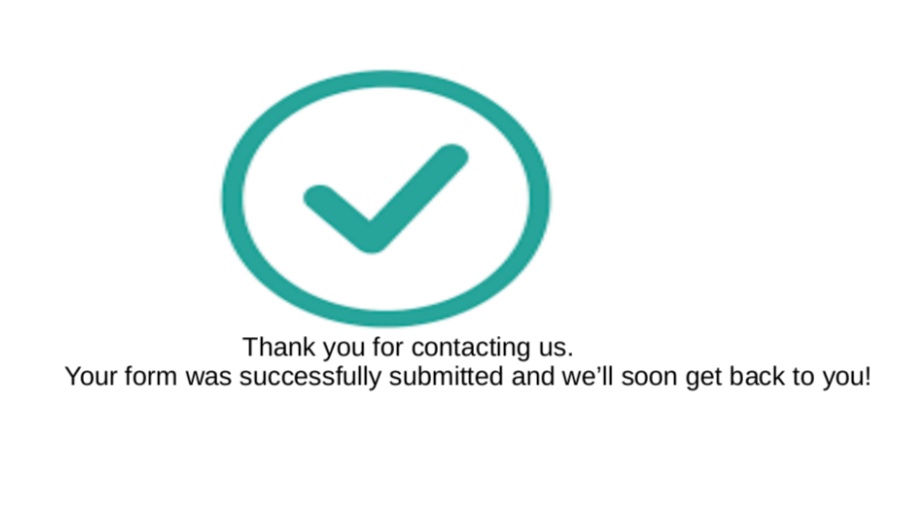 Thank you for contacting us.
Your form was successfully submitted and we’ll soon get back to you!